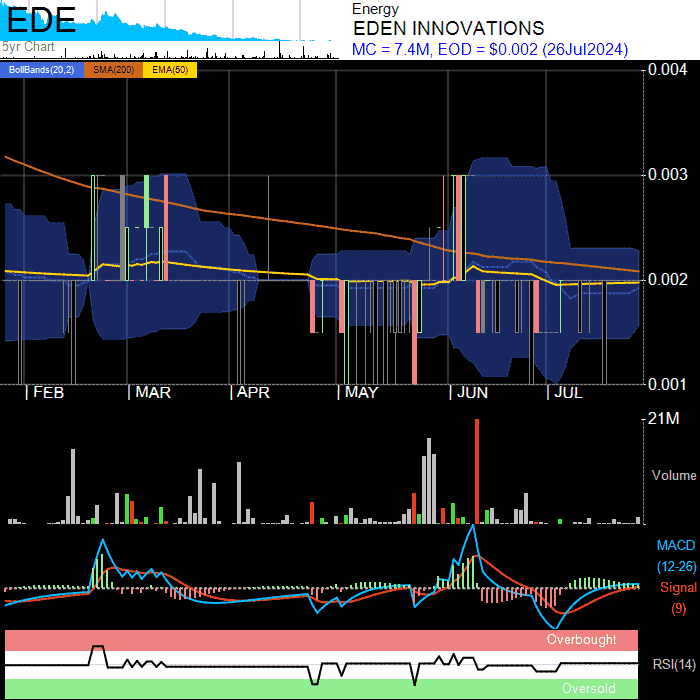 EDE
5yr Chart
Energy
EDEN INNOVATIONS
MC = 7.4M, EOD = $0.002 (26Jul2024)
BollBands(20,2) SMA(200) EMA(50)
0.004
0.003
0.002
0.001
FEB MAR APR MAY JUN JUL
21M
Volume
MACD
(12-26)
Signal
(9)
Overbought
RSI(14)
Oversold